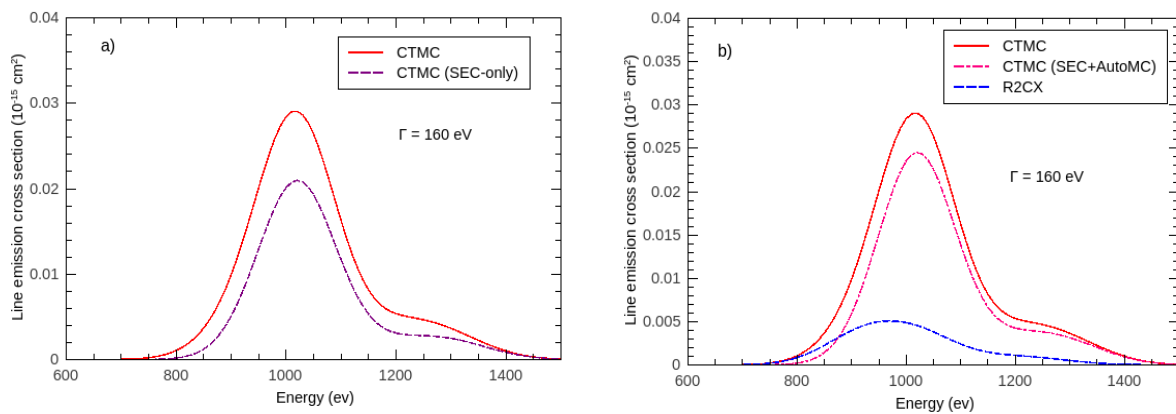 a)
CTMC
CTMC (SEC-only)
Γ = 160 eV
Line emission cross section (10⁻¹⁵ cm²)
0.04
0.03
0.02
0.01
0
600
800
1000
1200
1400
Energy (ev)
b)
CTMC
CTMC (SEC+AutoMC)
R2CX
Γ = 160 eV
Line emission cross section (10⁻¹⁵ cm²)
0.04
0.035
0.03
0.025
0.02
0.015
0.01
0.005
0
600
800
1000
1200
1400
Energy (ev)